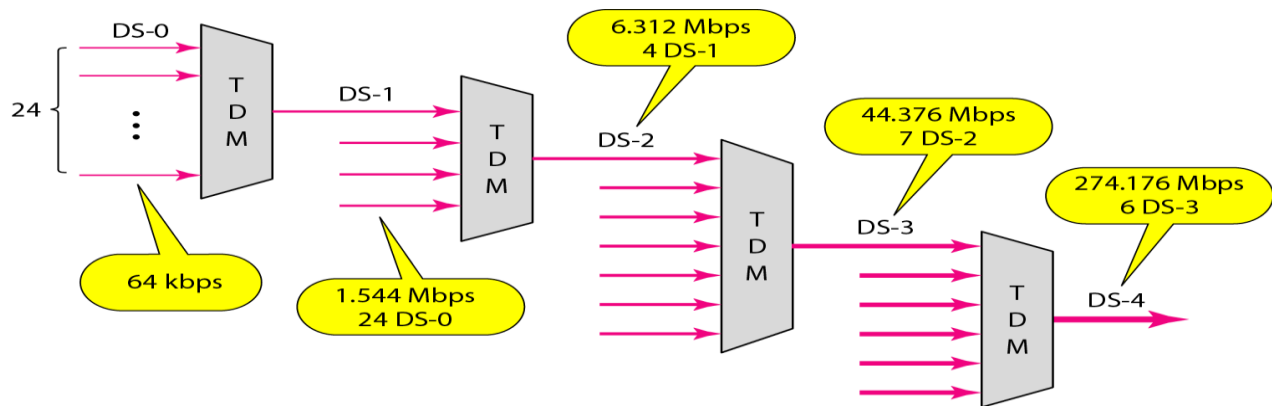 DS-0
24
T
D
M
64 kbps
DS-1
1.544 Mbps
24 DS-0
T
D
M
6.312 Mbps
4 DS-1
DS-2
T
D
M
44.376 Mbps
7 DS-2
DS-3
T
D
M
274.176 Mbps
6 DS-3
DS-4